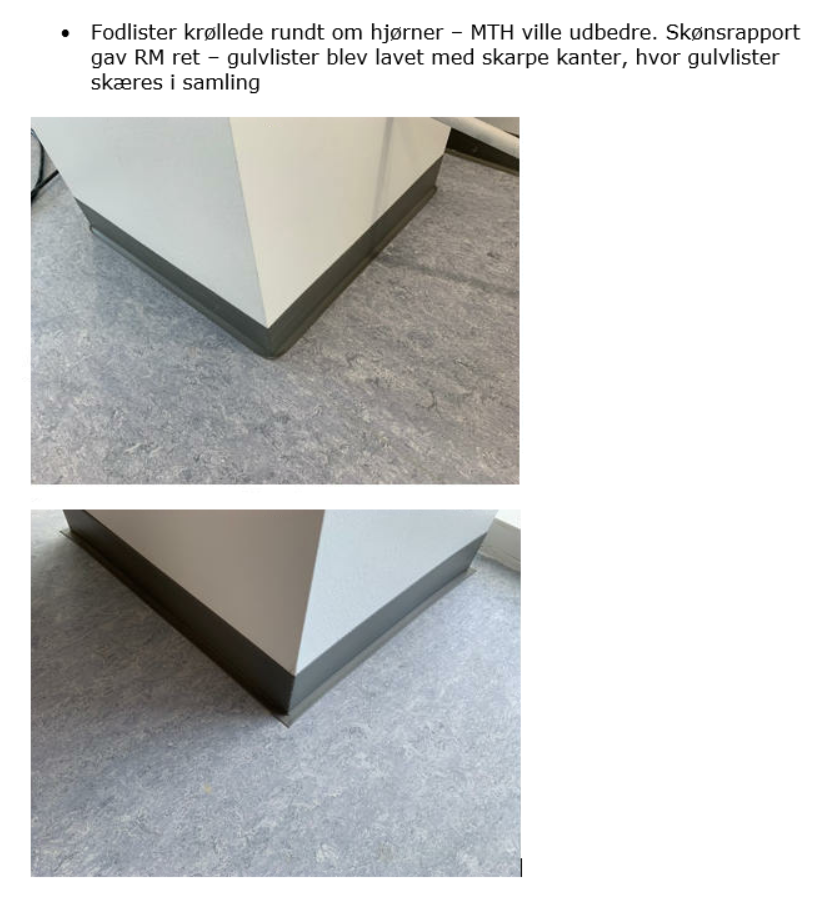 • Fodlister krøllede rundt om hjørner – MTH ville udbedre. Skønsrapport
gav RM ret – gulvlister blev lavet med skarpe kanter, hvor gulvlister
skæres i samling